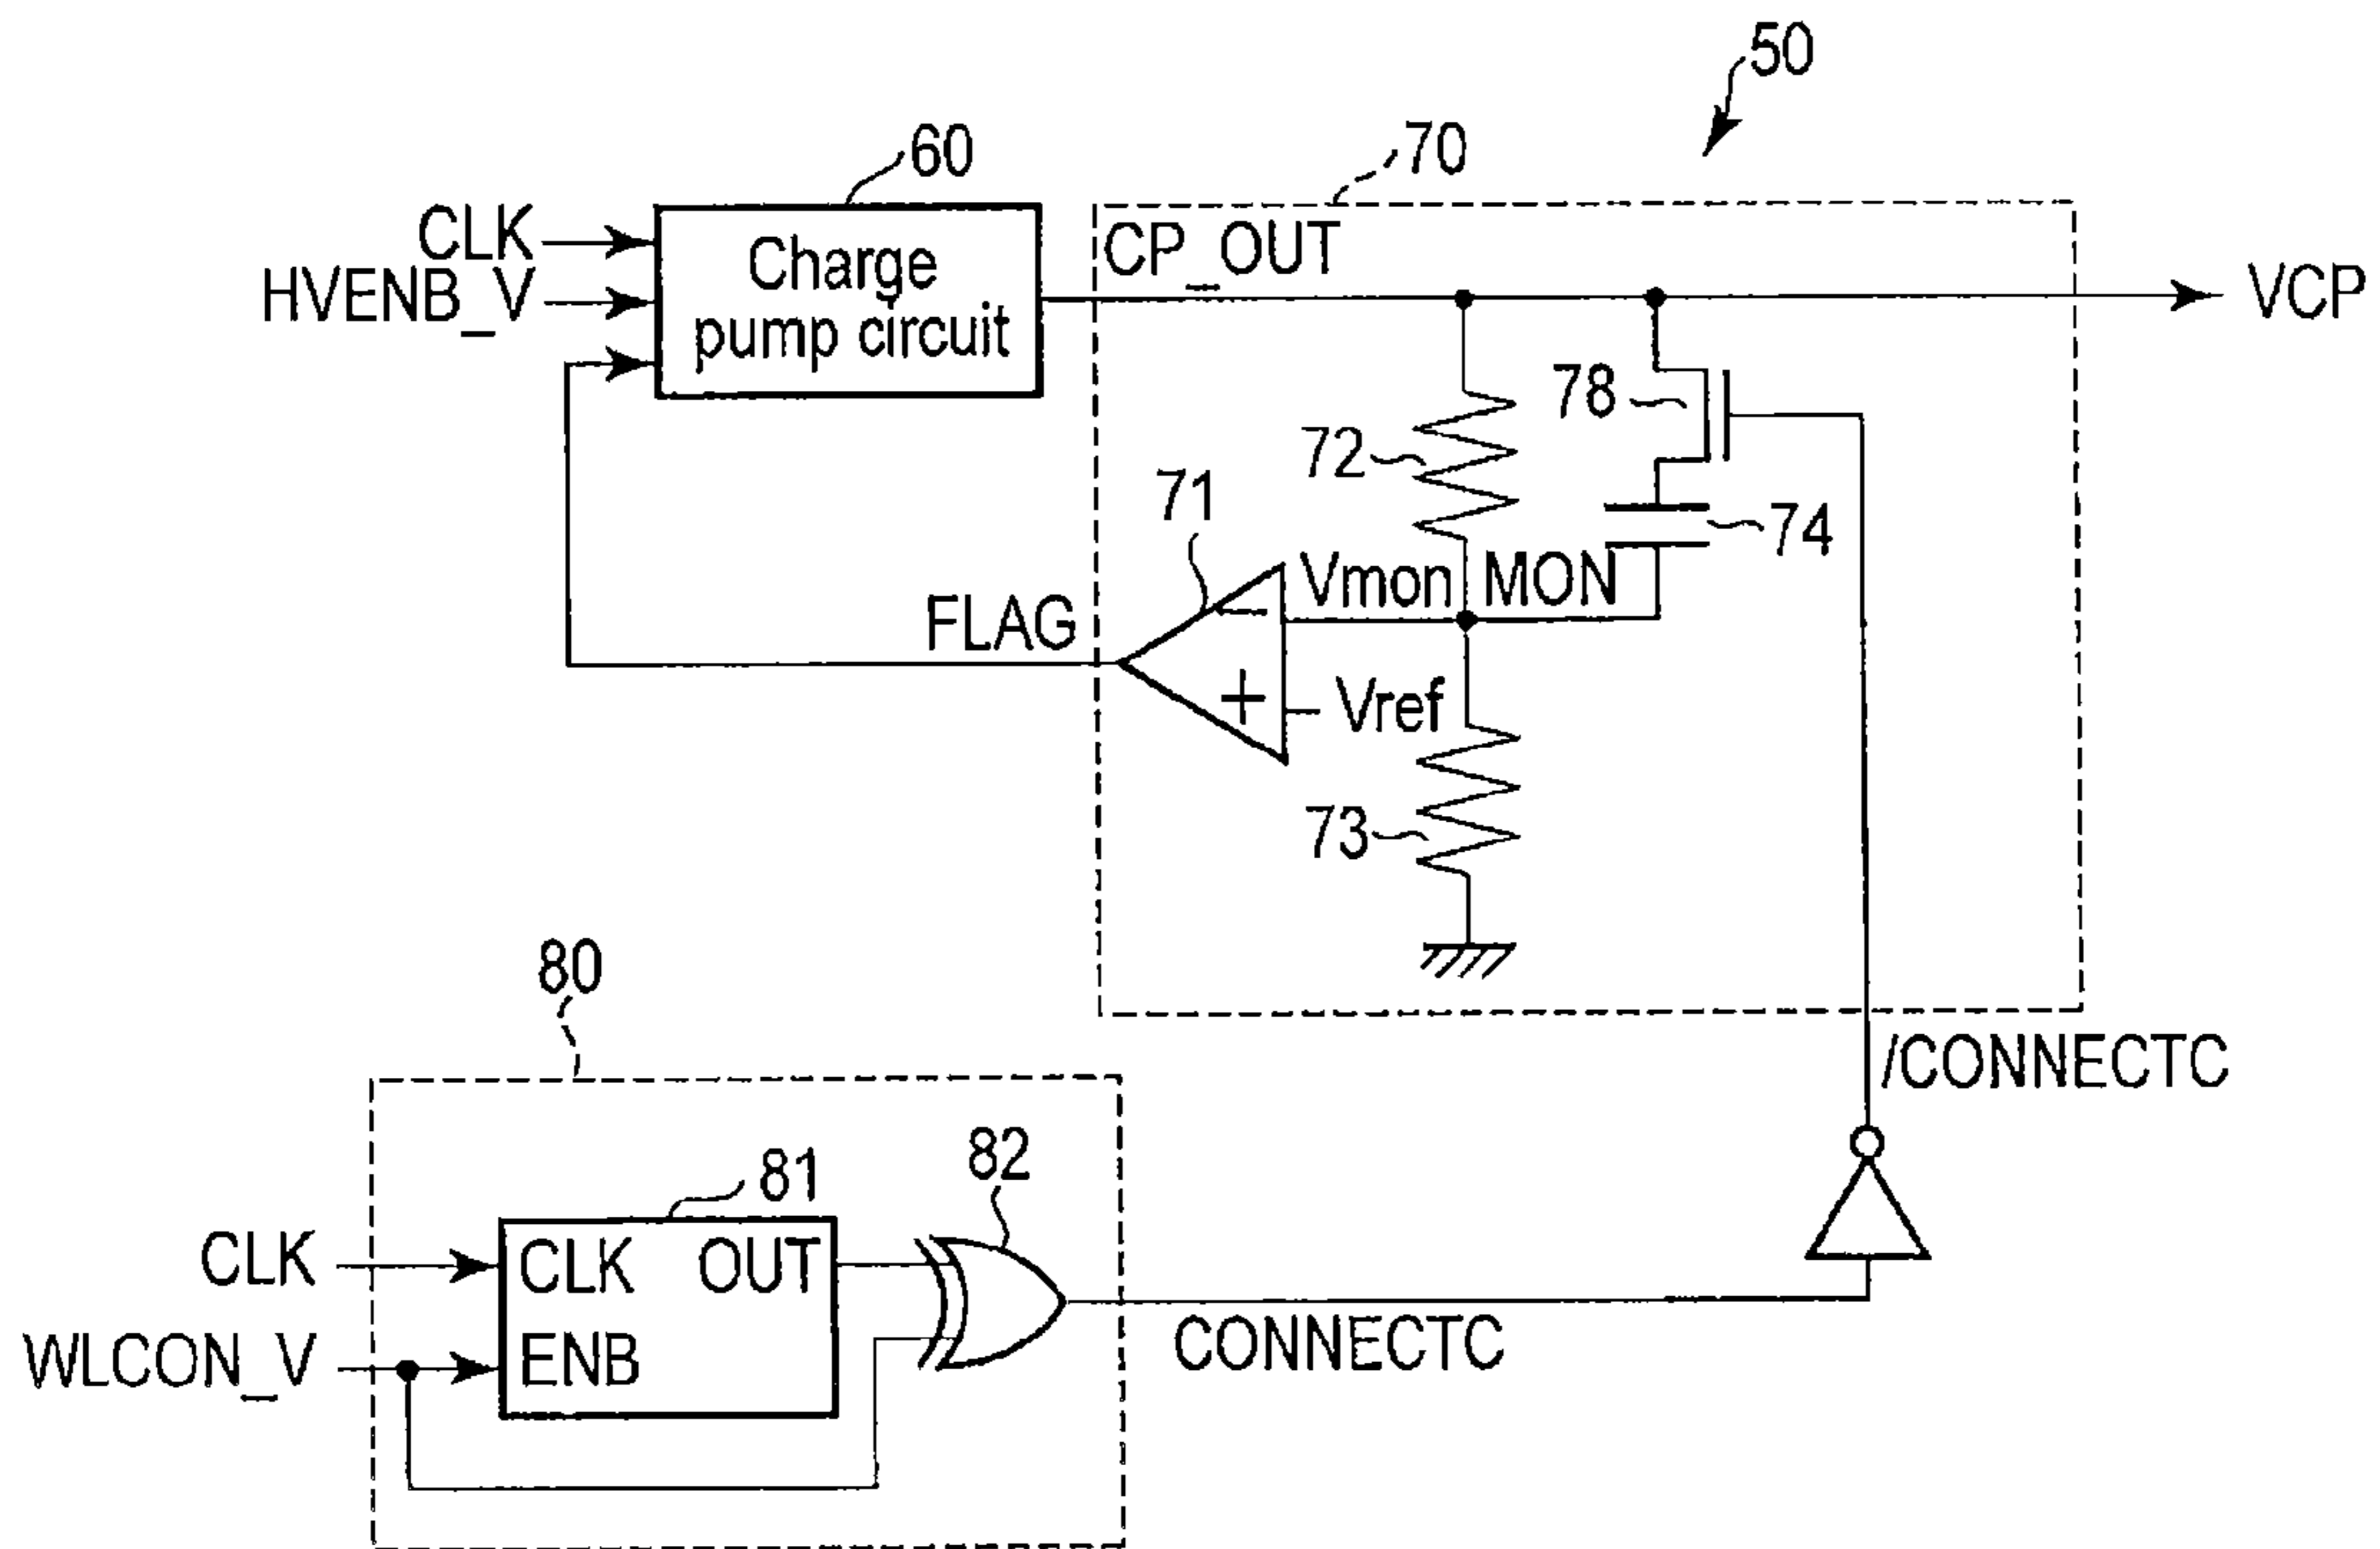 50
60
70
CLK
HVENB_V
Charge
pump circuit
CP_OUT
VCP
78
72
71
74
Vmon
MON
FLAG
−
+
Vref
73
80
/CONNECTC
82
81
CLK
CLK
OUT
WLCON_V
ENB
CONNECTC